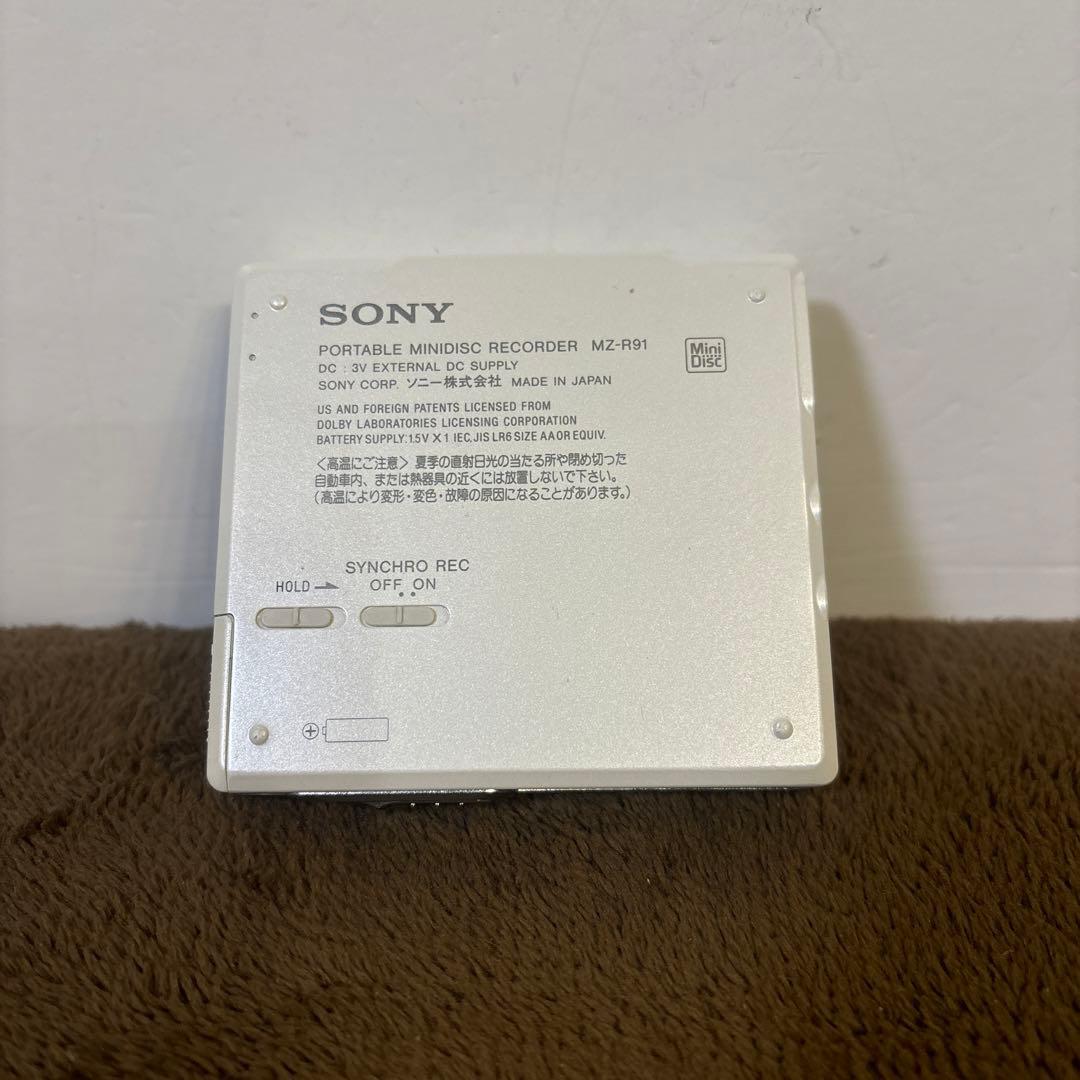 SONY
PORTABLE MINIDISC RECORDER MZ-R91
Mini Disc
DC : 3V EXTERNAL DC SUPPLY
SONY CORP. ソニー株式会社 MADE IN JAPAN
US AND FOREIGN PATENTS LICENSED FROM
DOLBY LABORATORIES LICENSING CORPORATION
BATTERY SUPPLY:1.5V X 1 IEC,JIS LR6 SIZE AA OR EQUIV.
<高温にご注意> 夏季の直射日光の当たる所や閉め切った
自動車内、または熱器具の近くには放置しないで下さい。
(高温により変形・変色・故障の原因になることがあります。)
SYNCHRO REC
HOLD → OFF ON